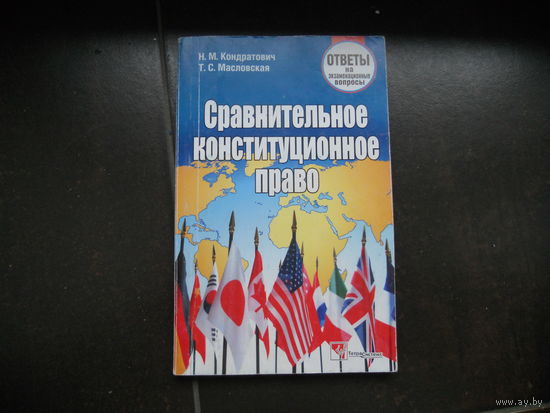 Н. М. Кондратович
Т. С. Масловская
ОТВЕТЫ
на
экзаменационные
вопросы
Сравнительное
конституционное
право
ТетраСистемс
www.ay.by